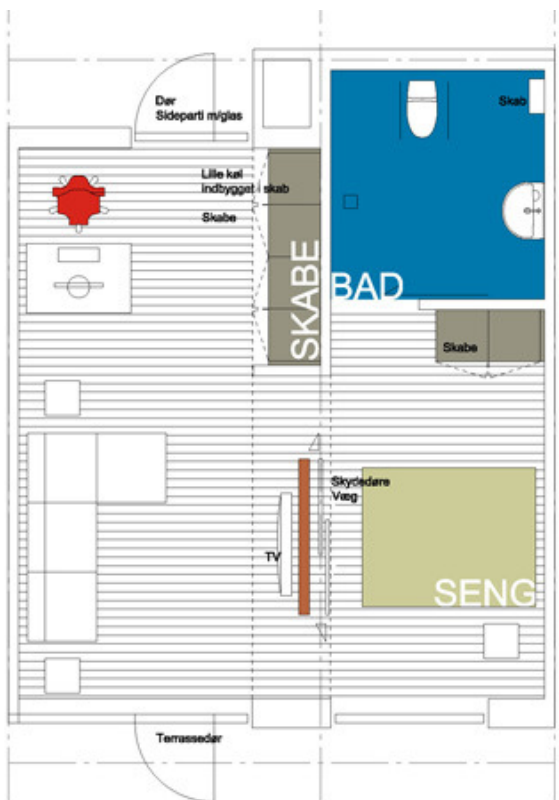 Dør
Sideparti m/glas
Skab
Lille køl
indbygget i skab
Skabe
SKABE
BAD
Skabe
Skydedøre
Væg
TV
SENG
Terrassedør